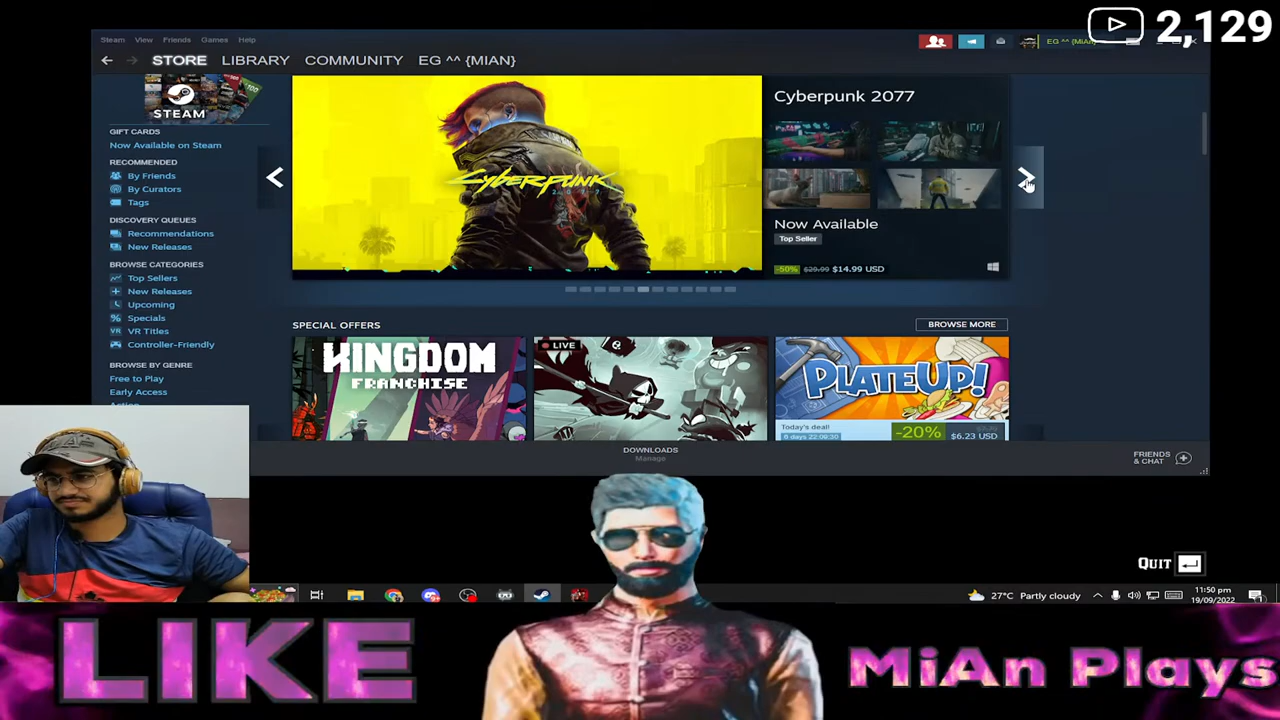 2,129
Steam View Friends Games Help
EG ^^ {MiAN}
STORE LIBRARY COMMUNITY EG ^^ {MIAN}
STEAM
GIFT CARDS
Now Available on Steam
RECOMMENDED
By Friends
By Curators
Tags
DISCOVERY QUEUES
Recommendations
New Releases
BROWSE CATEGORIES
Top Sellers
New Releases
Upcoming
Specials
VR VR Titles
Controller-Friendly
BROWSE BY GENRE
Free to Play
Early Access
CYBERPUNK
2077
Cyberpunk 2077
Now Available
Top Seller
-50% $29.99 $14.99 USD
SPECIAL OFFERS
BROWSE MORE
KINGDOM
FRANCHISE
LIVE
PLATEUP!
Today's deal!
-20%
$6.23 USD
DOWNLOADS
Manage
FRIENDS
& CHAT
QUIT
27°C Partly cloudy
11:50 pm
19/09/2022
LIKE
MiAn Plays